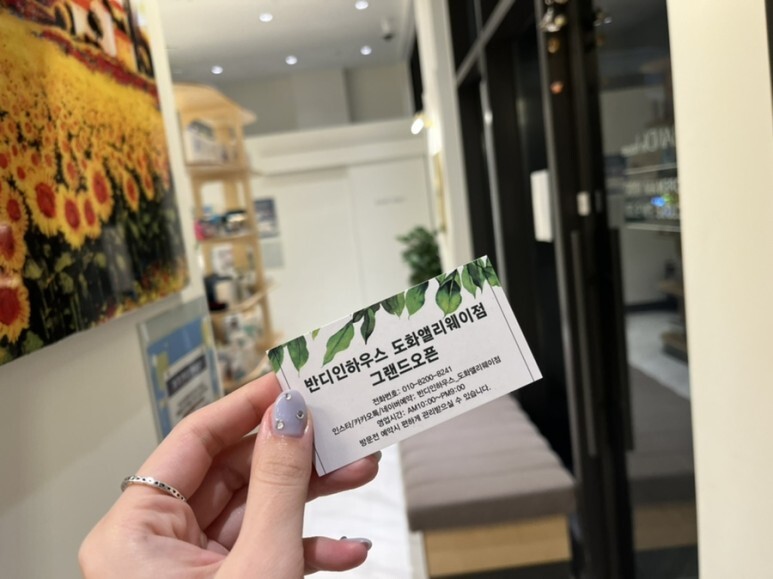 반디인하우스 도화앨리웨이점
그랜드오픈
전화번호: 010-8200-8241
인스타/카카오톡/네이버예약: 반디인하우스_도화앨리웨이점
영업시간: AM10:00~PM9:00
방문전 예약시 편하게 관리받으실 수 있습니다.